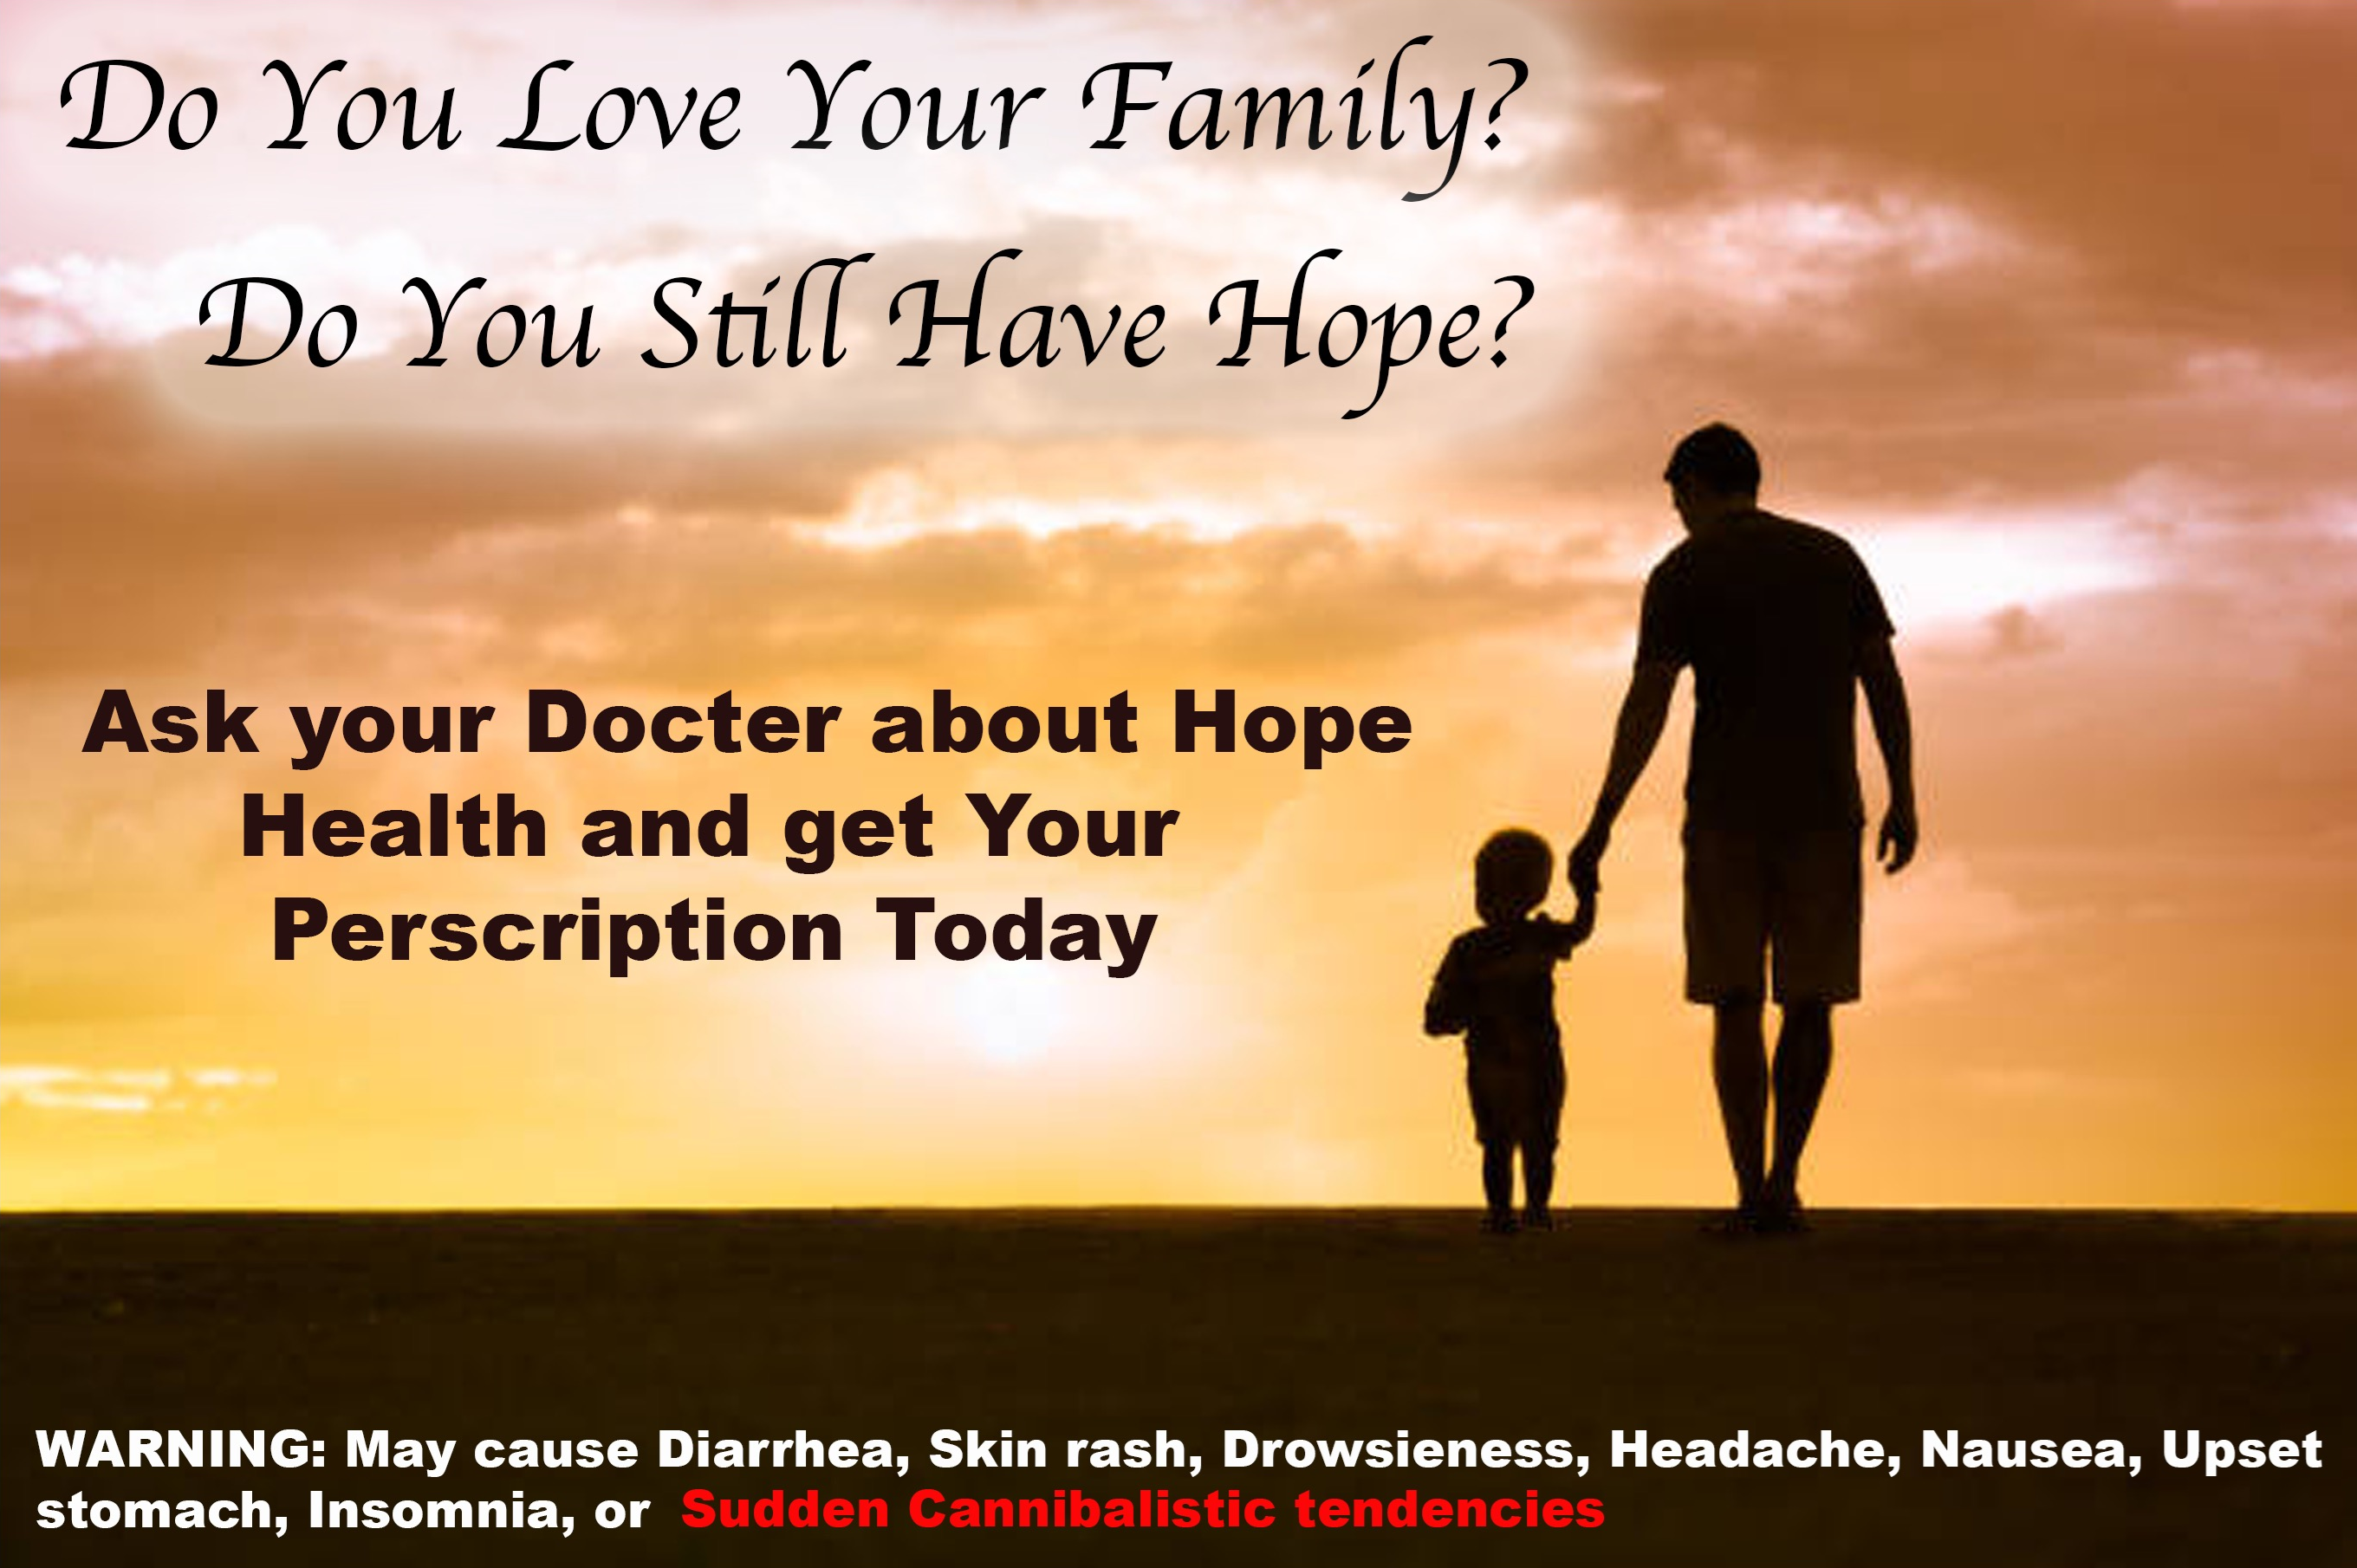 Do You Love Your Family?
Do You Still Have Hope?
Ask your Docter about Hope
Health and get Your
Perscription Today
WARNING: May cause Diarrhea, Skin rash, Drowsieness, Headache, Nausea, Upset
stomach, Insomnia, or Sudden Cannibalistic tendencies